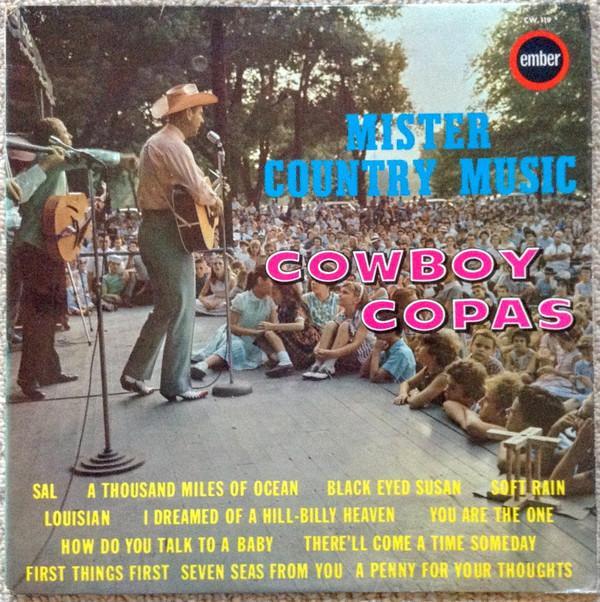 CW. 119
ember
MISTER
COUNTRY MUSIC
COWBOY
COPAS
SAL A THOUSAND MILES OF OCEAN BLACK EYED SUSAN SOFT RAIN
LOUISIAN I DREAMED OF A HILL-BILLY HEAVEN YOU ARE THE ONE
HOW DO YOU TALK TO A BABY THERE'LL COME A TIME SOMEDAY
FIRST THINGS FIRST SEVEN SEAS FROM YOU A PENNY FOR YOUR THOUGHTS